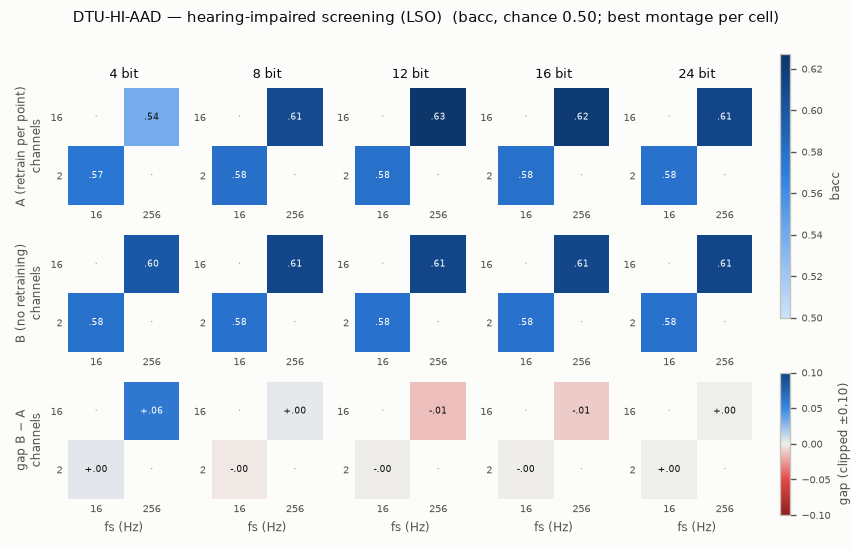 DTU-HI-AAD — hearing-impaired screening (LSO)  (bacc, chance 0.50; best montage per cell)
4 bit
8 bit
12 bit
16 bit
24 bit
A (retrain per point)
channels
16 · .54
2 .57 ·
16 256
16 · .61
2 .58 ·
16 256
16 · .63
2 .58 ·
16 256
16 · .62
2 .58 ·
16 256
16 · .61
2 .58 ·
16 256
B (no retraining)
channels
16 · .60
2 .58 ·
16 256
16 · .61
2 .58 ·
16 256
16 · .61
2 .58 ·
16 256
16 · .61
2 .58 ·
16 256
16 · .61
2 .58 ·
16 256
gap B − A
channels
16 · +.06
2 +.00 ·
16 256
fs (Hz)
16 · +.00
2 -.00 ·
16 256
fs (Hz)
16 · -.01
2 -.00 ·
16 256
fs (Hz)
16 · -.01
2 -.00 ·
16 256
fs (Hz)
16 · +.00
2 +.00 ·
16 256
fs (Hz)
0.62
0.60
0.58
0.56
0.54
0.52
0.50
bacc
0.10
0.05
0.00
−0.05
−0.10
gap (clipped ±0.10)